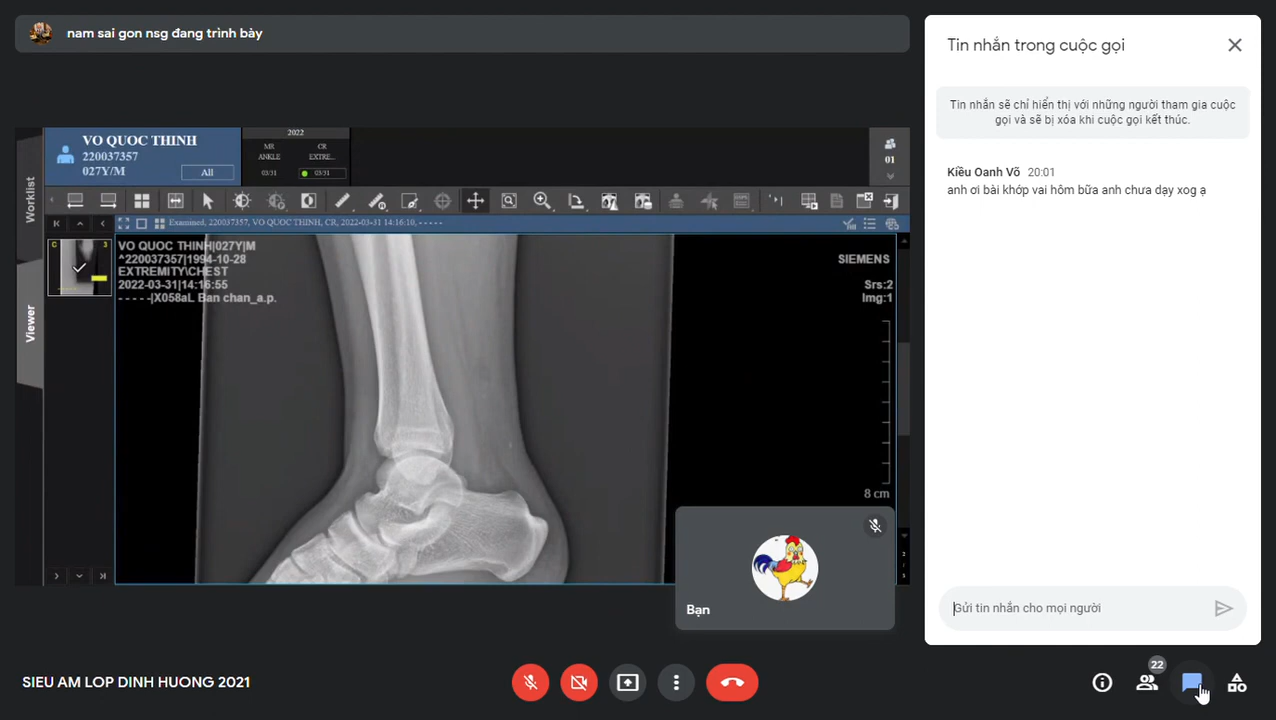 nam sai gon nsg đang trình bày
Worklist
Viewer
VO QUOC THINH
220037357
027Y/M
All
2022
MR
ANKLE
03/31
CR
EXTRE...
03/31
01
Examined, 220037357, VO QUOC THINH, CR, 2022-03-31 14:16:10, - - - - -
C
3
VO QUOC THINH|027Y|M
^220037357|1994-10-28
EXTREMITY\CHEST
2022-03-31|14:16:55
- - - - -|X058aL Ban chan_a.p.
SIEMENS
Srs:2
Img:1
8 cm
Bạn
Tin nhắn trong cuộc gọi
Tin nhắn sẽ chỉ hiển thị với những người tham gia cuộc
gọi và sẽ bị xóa khi cuộc gọi kết thúc.
Kiều Oanh Võ 20:01
anh ơi bài khớp vai hôm bữa anh chưa dạy xog ạ
Gửi tin nhắn cho mọi người
SIEU AM LOP DINH HUONG 2021
22